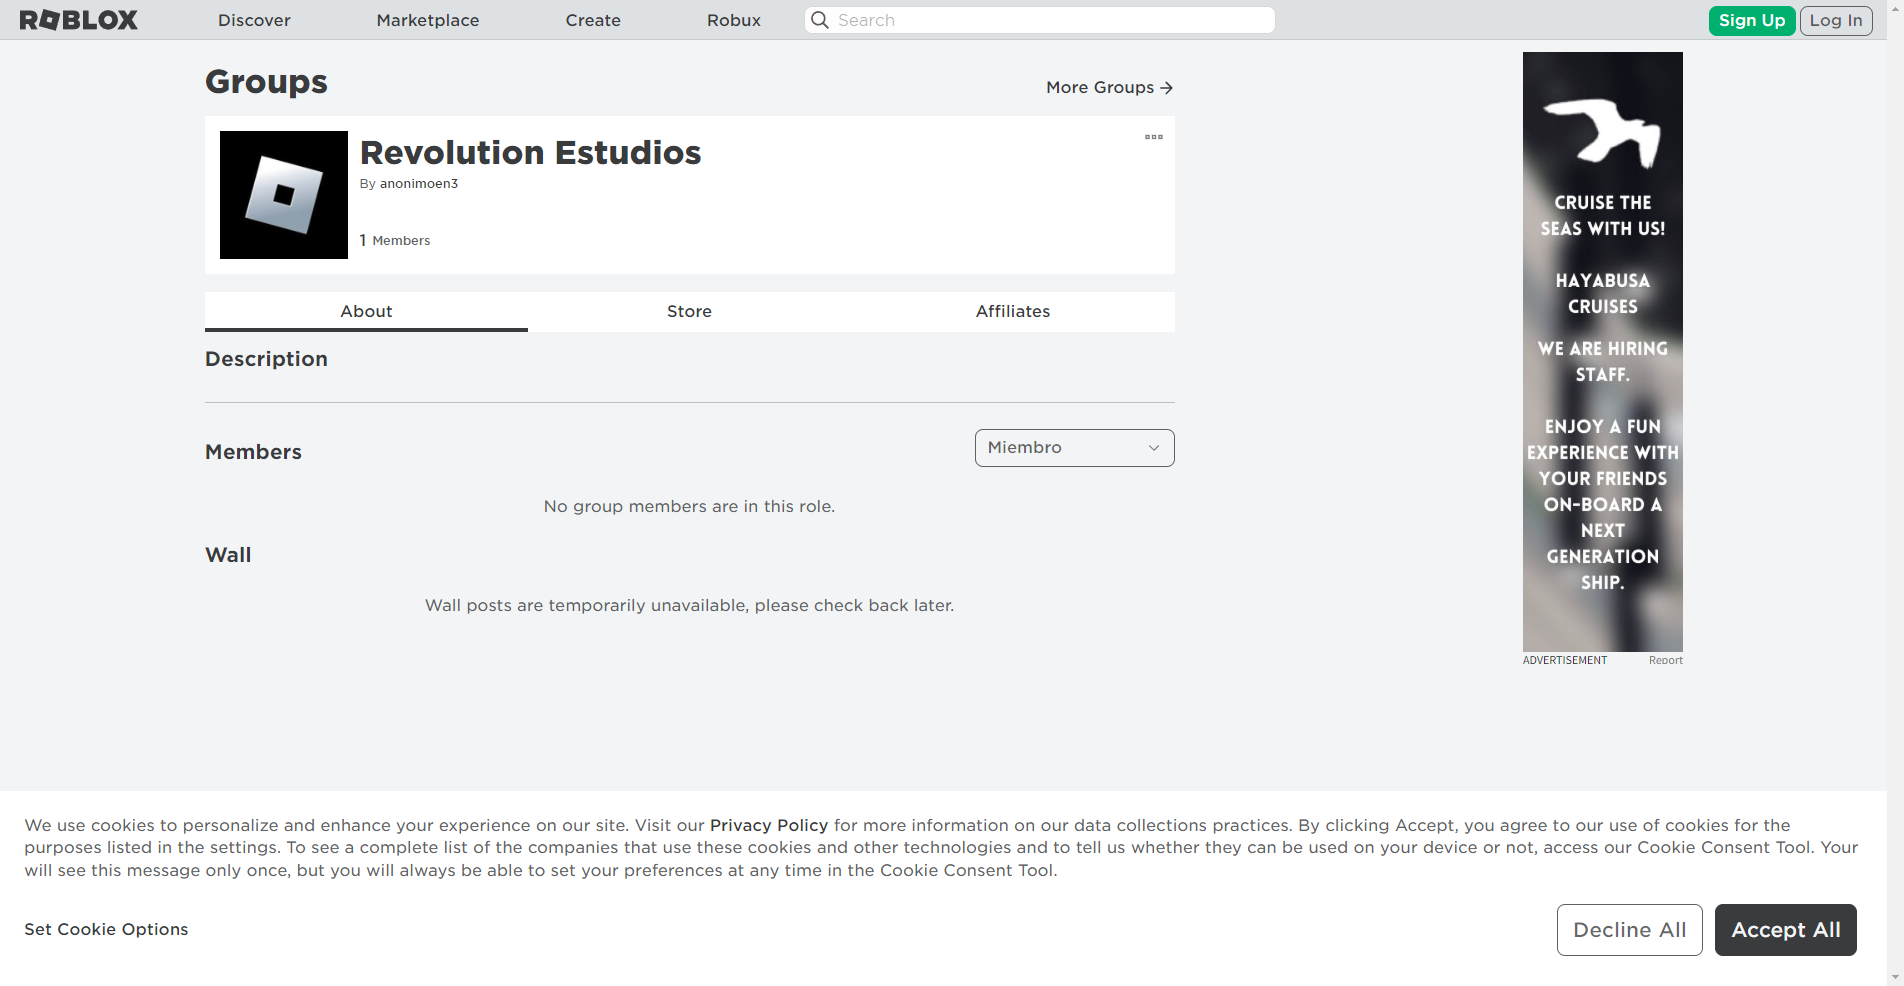 ROBLOX Discover Marketplace Create Robux Search Sign Up Log In
Groups
More Groups
Revolution Estudios
By anonimoen3
1 Members
About Store Affiliates
Description
Members
Miembro
No group members are in this role.
Wall
Wall posts are temporarily unavailable, please check back later.
CRUISE THE
SEAS WITH US!
HAYABUSA
CRUISES
WE ARE HIRING
STAFF.
ENJOY A FUN
EXPERIENCE WITH
YOUR FRIENDS
ON-BOARD A
NEXT
GENERATION
SHIP.
ADVERTISEMENT Report
We use cookies to personalize and enhance your experience on our site. Visit our Privacy Policy for more information on our data collections practices. By clicking Accept, you agree to our use of cookies for the
purposes listed in the settings. To see a complete list of the companies that use these cookies and other technologies and to tell us whether they can be used on your device or not, access our Cookie Consent Tool. Your
will see this message only once, but you will always be able to set your preferences at any time in the Cookie Consent Tool.
Set Cookie Options
Decline All
Accept All